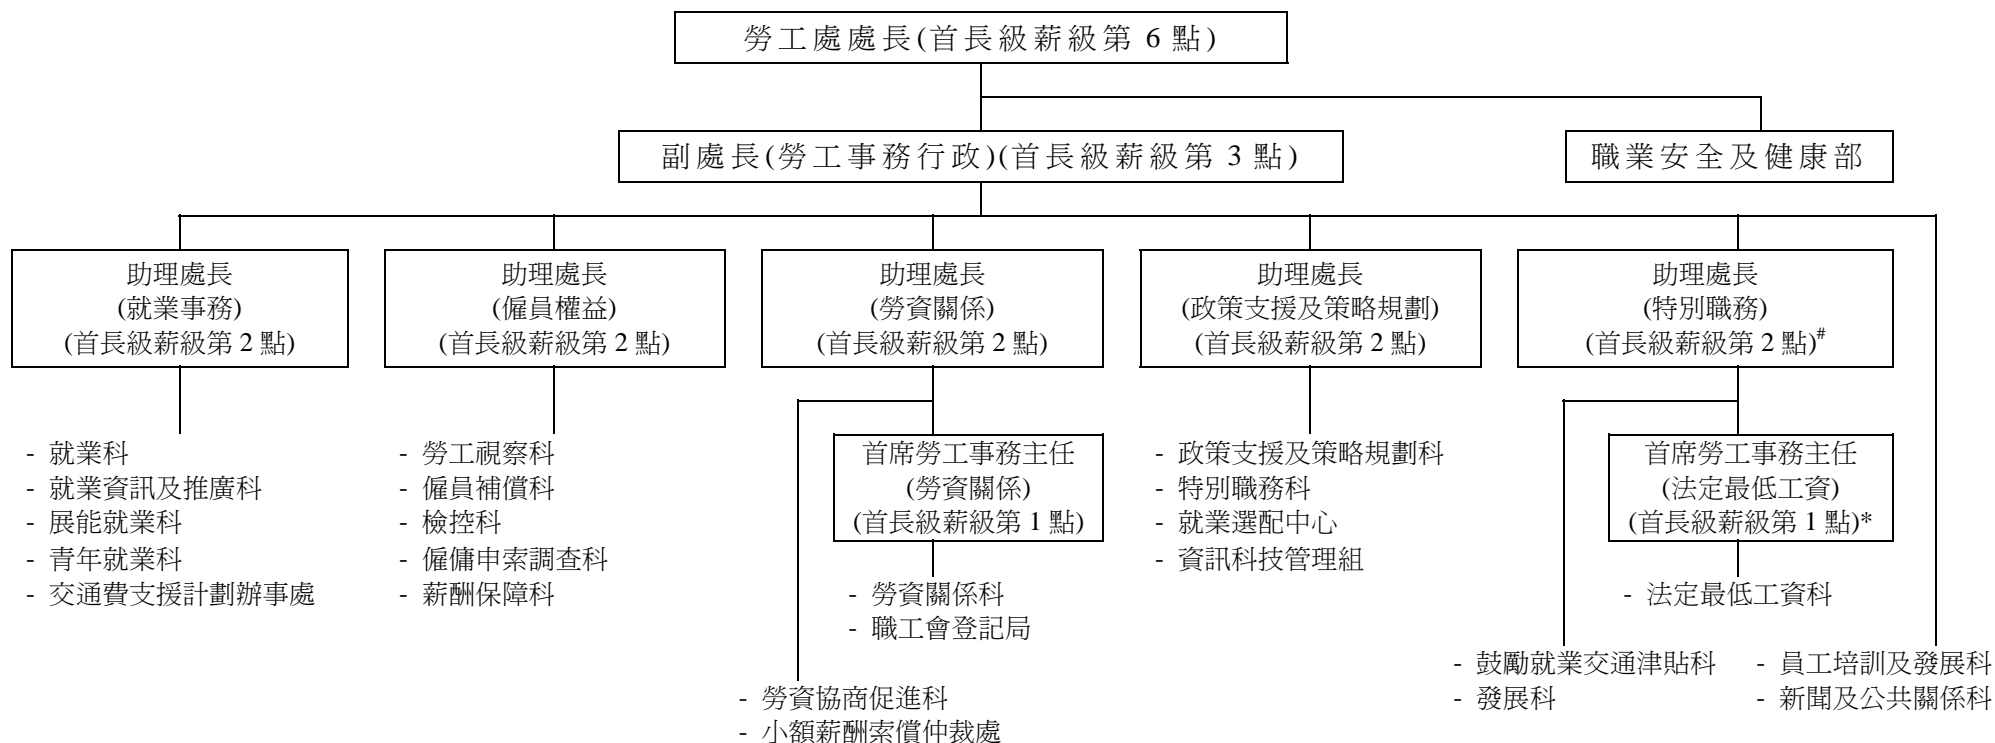 勞工處處長(首長級薪級第 6 點)
副處長(勞工事務行政)(首長級薪級第 3 點)
職業安全及健康部
助理處長
(就業事務)
(首長級薪級第 2 點)
助理處長
(僱員權益)
(首長級薪級第 2 點)
助理處長
(勞資關係)
(首長級薪級第 2 點)
助理處長
(政策支援及策略規劃)
(首長級薪級第 2 點)
助理處長
(特別職務)
(首長級薪級第 2 點)#
- 就業科
- 就業資訊及推廣科
- 展能就業科
- 青年就業科
- 交通費支援計劃辦事處
- 勞工視察科
- 僱員補償科
- 檢控科
- 僱傭申索調查科
- 薪酬保障科
首席勞工事務主任
(勞資關係)
(首長級薪級第 1 點)
- 勞資關係科
- 職工會登記局
- 勞資協商促進科
- 小額薪酬索償仲裁處
- 政策支援及策略規劃科
- 特別職務科
- 就業選配中心
- 資訊科技管理組
首席勞工事務主任
(法定最低工資)
(首長級薪級第 1 點)*
- 法定最低工資科
- 鼓勵就業交通津貼科
- 發展科
- 員工培訓及發展科
- 新聞及公共關係科